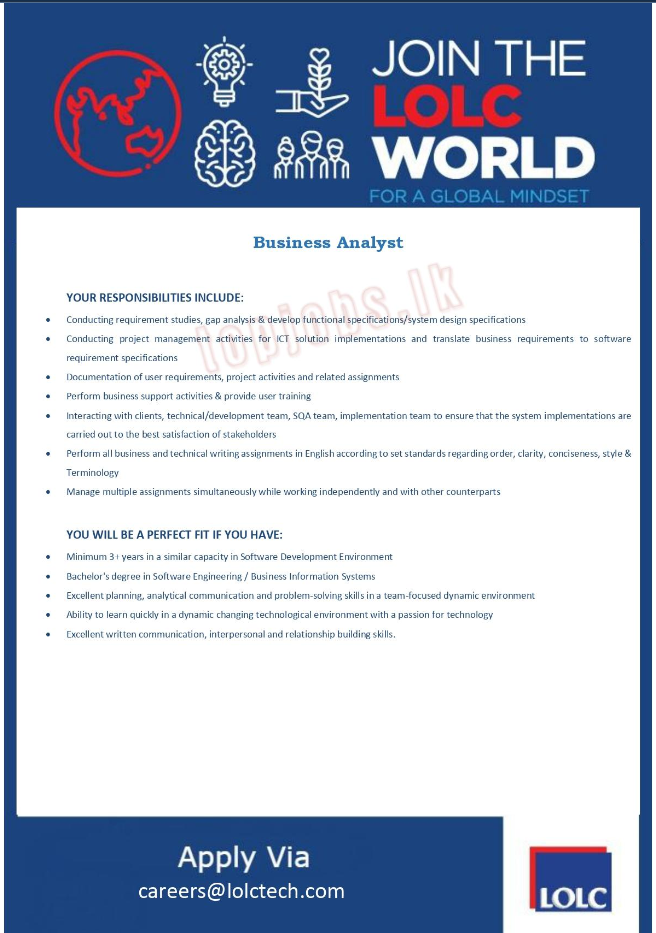 JOIN THE
LOLC
WORLD
FOR A GLOBAL MINDSET
Business Analyst
topjobs.lk
YOUR RESPONSIBILITIES INCLUDE:
• Conducting requirement studies, gap analysis & develop functional specifications/system design specifications
• Conducting project management activities for ICT solution implementations and translate business requirements to software
requirement specifications
• Documentation of user requirements, project activities and related assignments
• Perform business support activities & provide user training
• Interacting with clients, technical/development team, SQA team, implementation team to ensure that the system implementations are
carried out to the best satisfaction of stakeholders
• Perform all business and technical writing assignments in English according to set standards regarding order, clarity, conciseness, style &
Terminology
• Manage multiple assignments simultaneously while working independently and with other counterparts
YOU WILL BE A PERFECT FIT IF YOU HAVE:
• Minimum 3+ years in a similar capacity in Software Development Environment
• Bachelor's degree in Software Engineering / Business Information Systems
• Excellent planning, analytical communication and problem-solving skills in a team-focused dynamic environment
• Ability to learn quickly in a dynamic changing technological environment with a passion for technology
• Excellent written communication, interpersonal and relationship building skills.
Apply Via
careers@lolctech.com
LOLC